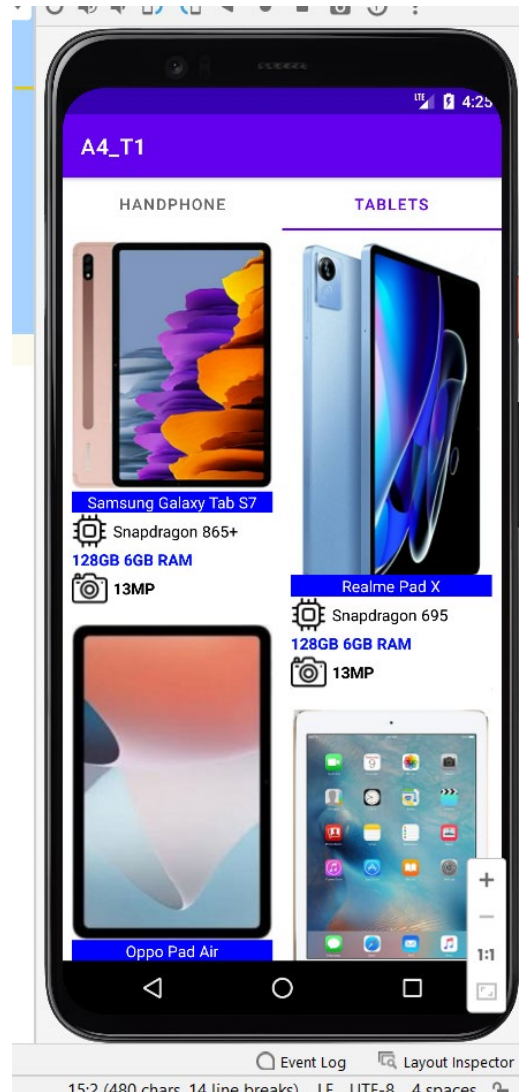 LTE 4:25
A4_T1
HANDPHONE TABLETS
Samsung Galaxy Tab S7
Snapdragon 865+
128GB 6GB RAM
13MP
Realme Pad X
Snapdragon 695
128GB 6GB RAM
13MP
Oppo Pad Air
1:1
Event Log Layout Inspector
15:2 (480 chars, 14 line breaks) LF UTF-8 4 spaces